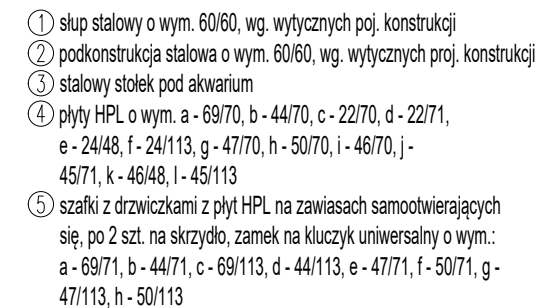 ① słup stalowy o wym. 60/60, wg. wytycznych poj. konstrukcji
② podkonstrukcja stalowa o wym. 60/60, wg. wytycznych proj. konstrukcji
③ stalowy stołek pod akwarium
④ płyty HPL o wym. a - 69/70, b - 44/70, c - 22/70, d - 22/71,
e - 24/48, f - 24/113, g - 47/70, h - 50/70, i - 46/70, j -
45/71, k - 46/48, l - 45/113
⑤ szafki z drzwiczkami z płyt HPL na zawiasach samootwierających
się, po 2 szt. na skrzydło, zamek na kluczyk uniwersalny o wym.:
a - 69/71, b - 44/71, c - 69/113, d - 44/113, e - 47/71, f - 50/71, g -
47/113, h - 50/113